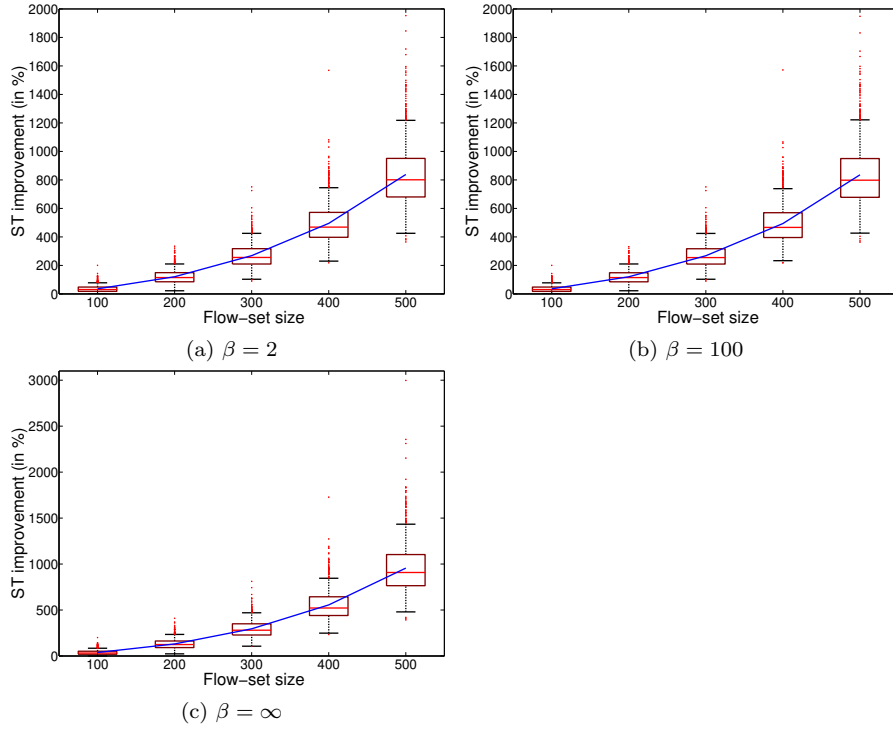 2000
1800
1600
1400
1200
1000
800
600
400
200
0
ST improvement (in %)
100 200 300 400 500
Flow−set size
(a) β = 2
2000
1800
1600
1400
1200
1000
800
600
400
200
0
ST improvement (in %)
100 200 300 400 500
Flow−set size
(b) β = 100
3000
2500
2000
1500
1000
500
0
ST improvement (in %)
100 200 300 400 500
Flow−set size
(c) β = ∞